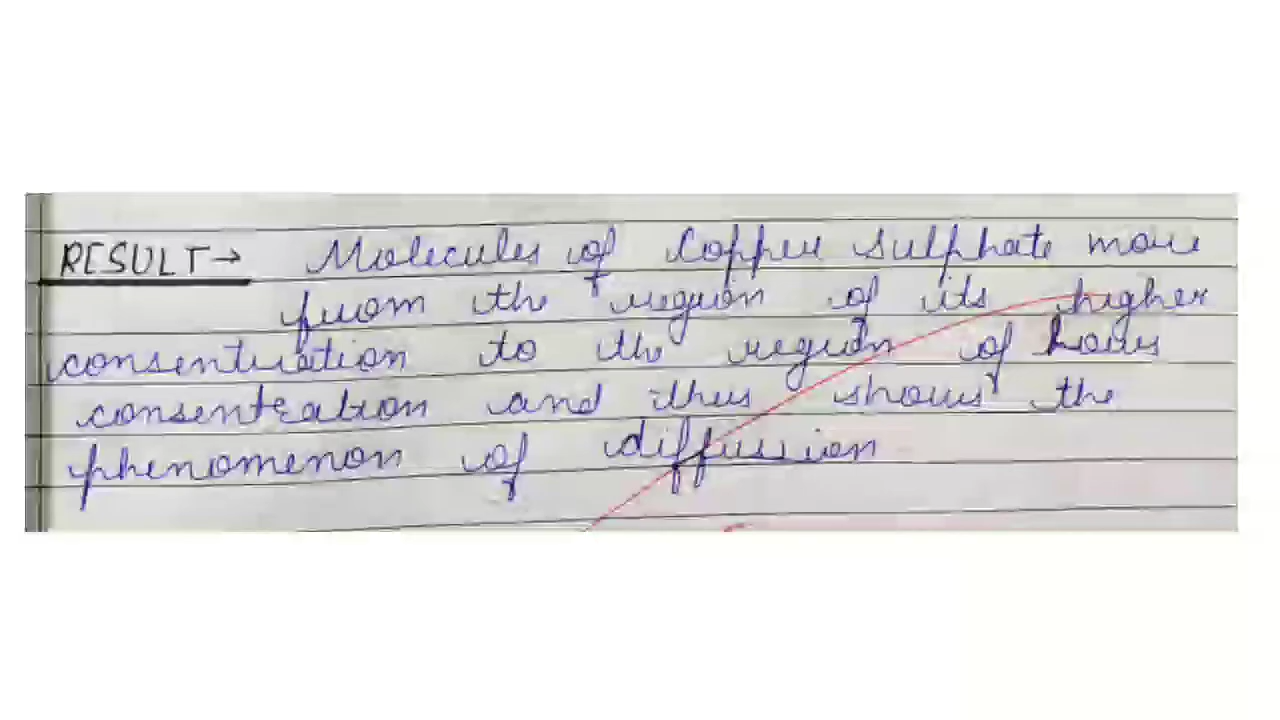 RESULT→ Molecules of Copper sulphate move
from the region of its higher
consentration to the region of lower
consentration and thus shows the
phenomenon of diffusion